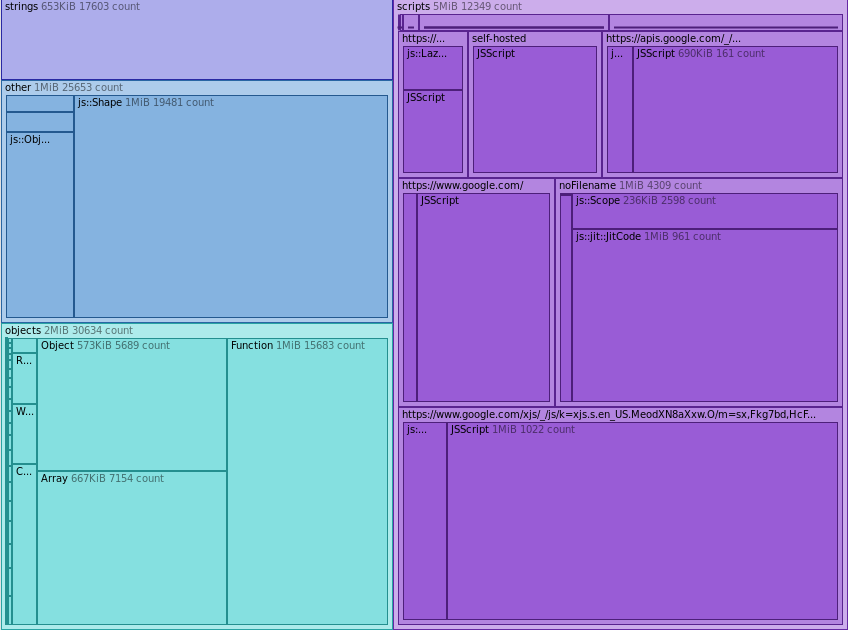 strings 653KiB 17603 count
other 1MiB 25653 count
js::Shape 1MiB 19481 count
js::Obj...
objects 2MiB 30634 count
R...
W...
C...
Object 573KiB 5689 count
Array 667KiB 7154 count
Function 1MiB 15683 count
scripts 5MiB 12349 count
https://...
js::Laz...
JSScript
self-hosted
JSScript
https://apis.google.com/_/...
j...
JSScript 690KiB 161 count
https://www.google.com/
JSScript
noFilename 1MiB 4309 count
js::Scope 236KiB 2598 count
js::jit::JitCode 1MiB 961 count
https://www.google.com/xjs/_/js/k=xjs.s.en_US.MeodXN8aXxw.O/m=sx,Fkg7bd,HcF...
js:...
JSScript 1MiB 1022 count